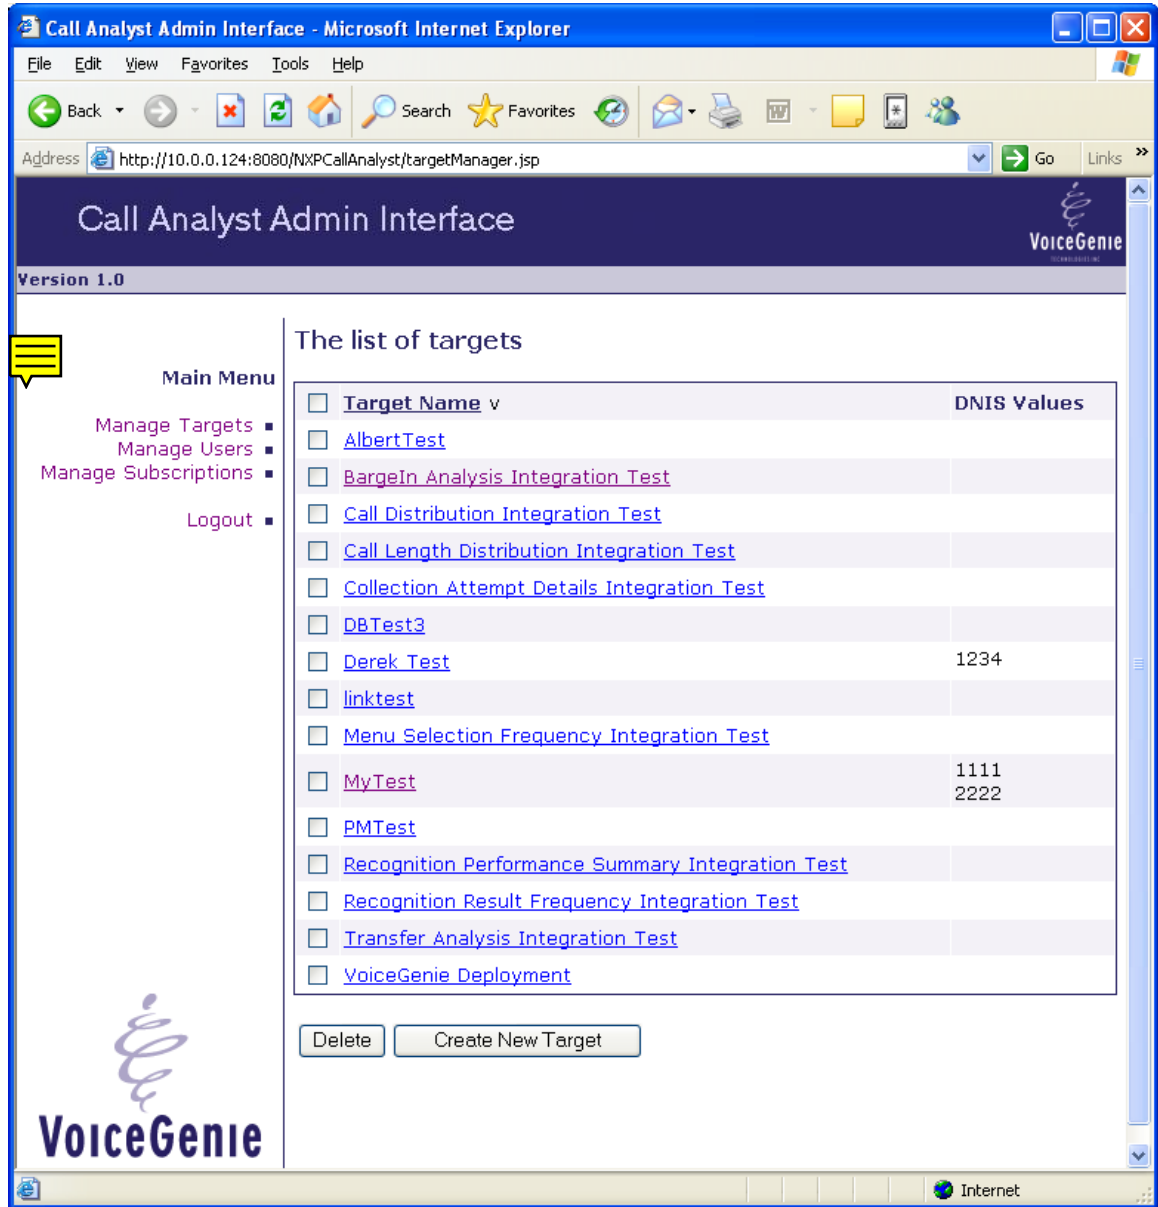 Call Analyst Admin Interface - Microsoft Internet Explorer
File Edit View Favorites Tools Help
Back Search Favorites
Address http://10.0.0.124:8080/NXPCallAnalyst/targetManager.jsp Go Links »
Call Analyst Admin Interface
VoiceGenie
Version 1.0
The list of targets
Main Menu
Manage Targets
Manage Users
Manage Subscriptions
Logout
Target Name v DNIS Values
AlbertTest
BargeIn Analysis Integration Test
Call Distribution Integration Test
Call Length Distribution Integration Test
Collection Attempt Details Integration Test
DBTest3
Derek Test 1234
linktest
Menu Selection Frequency Integration Test
MyTest 1111
2222
PMTest
Recognition Performance Summary Integration Test
Recognition Result Frequency Integration Test
Transfer Analysis Integration Test
VoiceGenie Deployment
Delete Create New Target
VoiceGenie
Internet